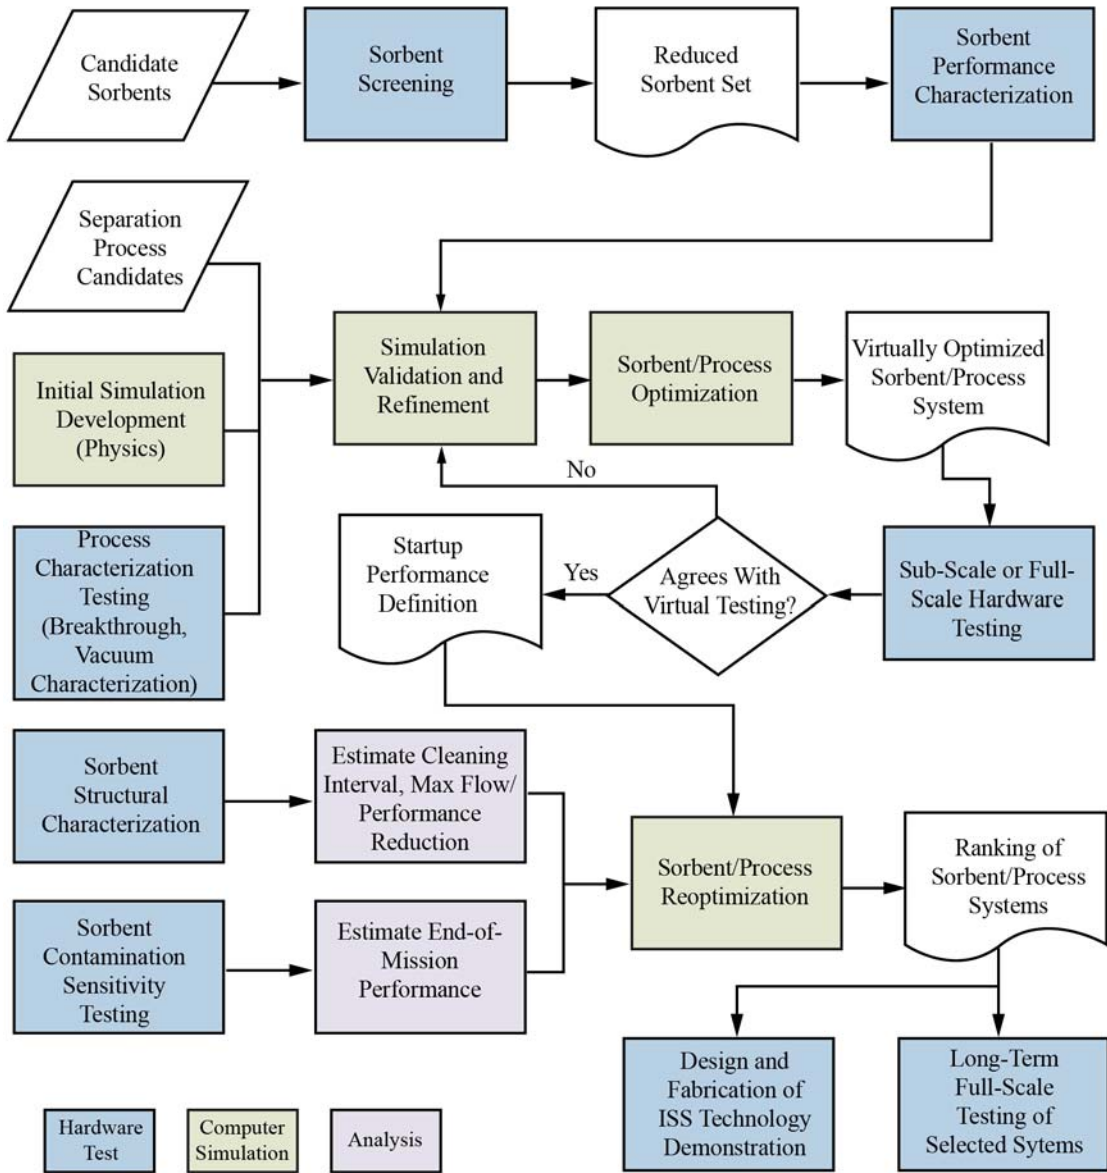 Candidate
Sorbents
Sorbent
Screening
Reduced
Sorbent Set
Sorbent
Performance
Characterization
Separation
Process
Candidates
Initial Simulation
Development
(Physics)
Process
Characterization
Testing
(Breakthrough,
Vacuum
Characterization)
Simulation
Validation and
Refinement
Sorbent/Process
Optimization
Virtually Optimized
Sorbent/Process
System
No
Startup
Performance
Definition
Yes
Agrees With
Virtual Testing?
Sub-Scale or Full-
Scale Hardware
Testing
Sorbent
Structural
Characterization
Estimate Cleaning
Interval, Max Flow/
Performance
Reduction
Sorbent
Contamination
Sensitivity
Testing
Estimate End-of-
Mission
Performance
Sorbent/Process
Reoptimization
Ranking of
Sorbent/Process
Systems
Design and
Fabrication of
ISS Technology
Demonstration
Long-Term
Full-Scale
Testing of
Selected Sytems
Hardware
Test
Computer
Simulation
Analysis